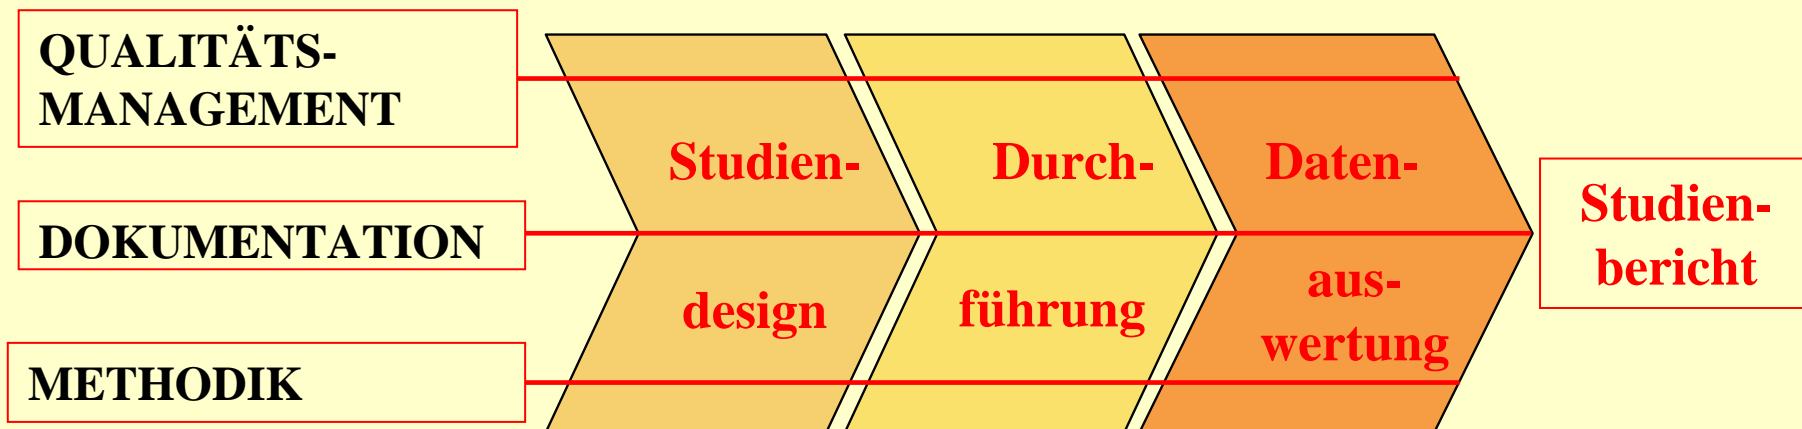 QUALITÄTS-
MANAGEMENT
DOKUMENTATION
METHODIK
Studien-
design
Durch-
führung
Daten-
aus-
wertung
Studien-
bericht